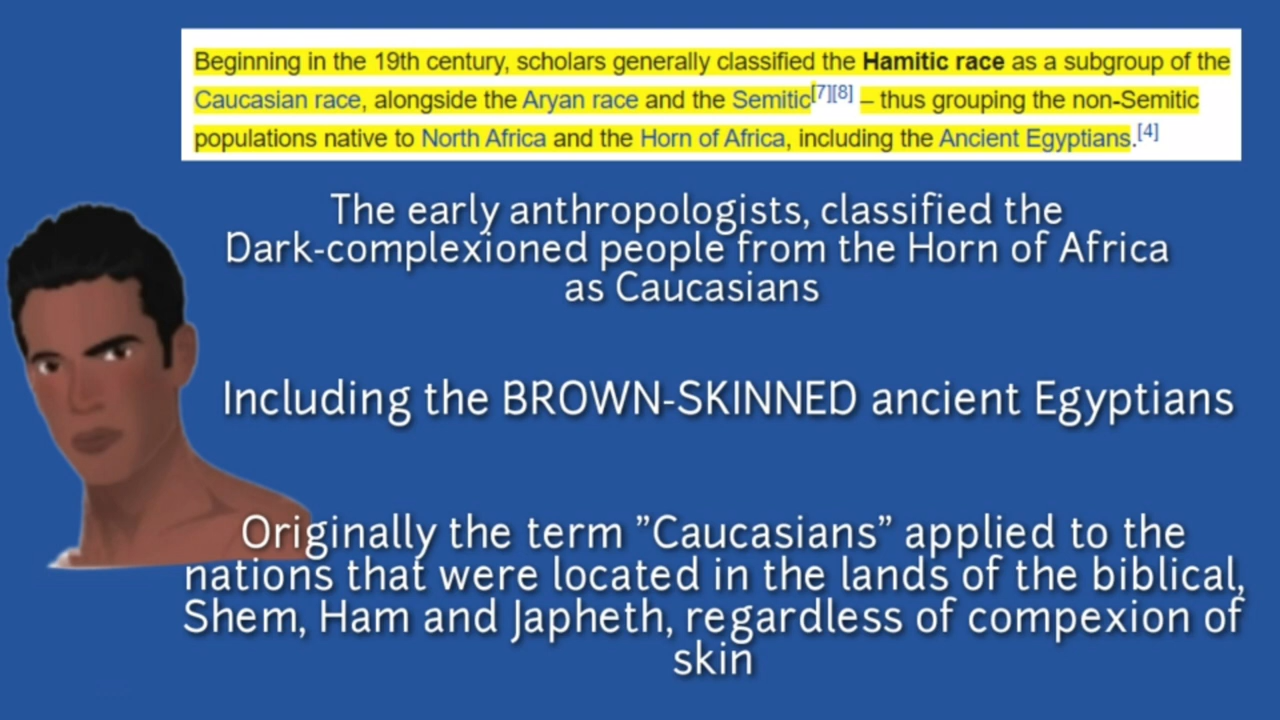 Beginning in the 19th century, scholars generally classified the Hamitic race as a subgroup of the
Caucasian race, alongside the Aryan race and the Semitic[7][8] – thus grouping the non-Semitic
populations native to North Africa and the Horn of Africa, including the Ancient Egyptians.[4]
The early anthropologists, classified the
Dark-complexioned people from the Horn of Africa
as Caucasians
Including the BROWN-SKINNED ancient Egyptians
Originally the term ”Caucasians” applied to the
nations that were located in the lands of the biblical,
Shem, Ham and Japheth, regardless of compexion of
skin